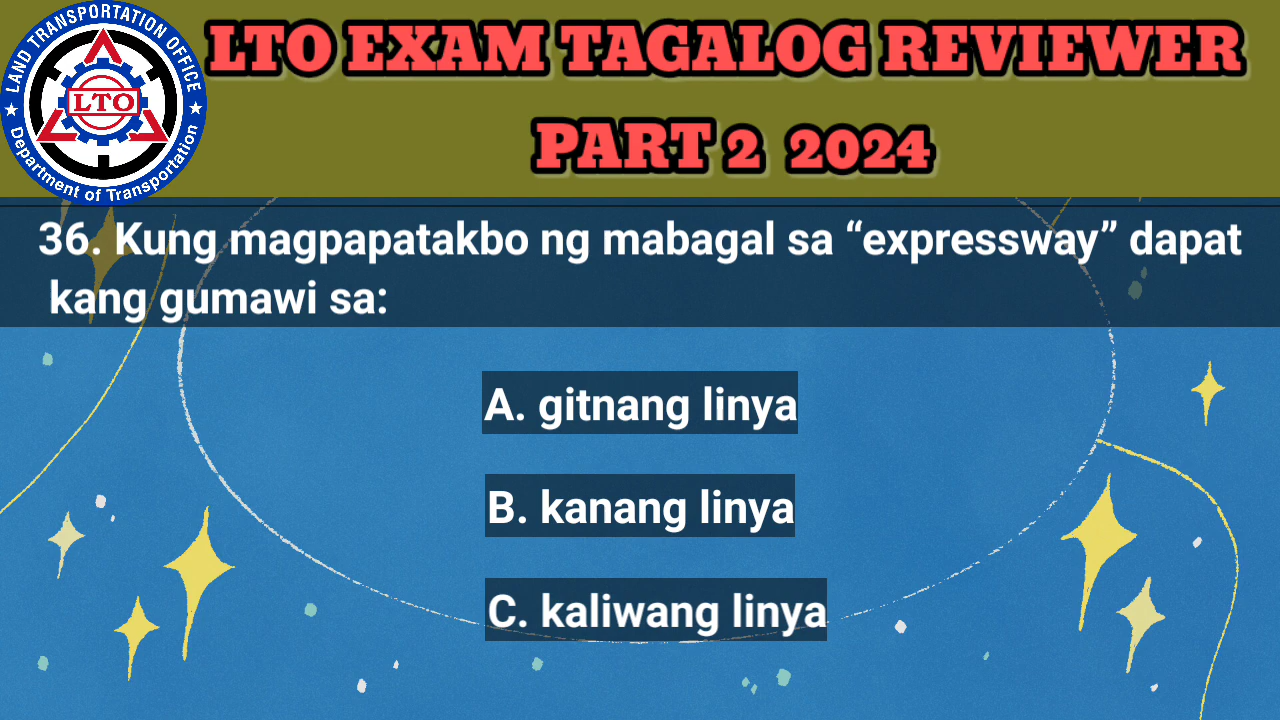 LAND TRANSPORTATION OFFICE
LTO
Department of Transportation
LTO EXAM TAGALOG REVIEWER
PART 2 2024
36. Kung magpapatakbo ng mabagal sa “expressway” dapat
kang gumawi sa:
A. gitnang linya
B. kanang linya
C. kaliwang linya